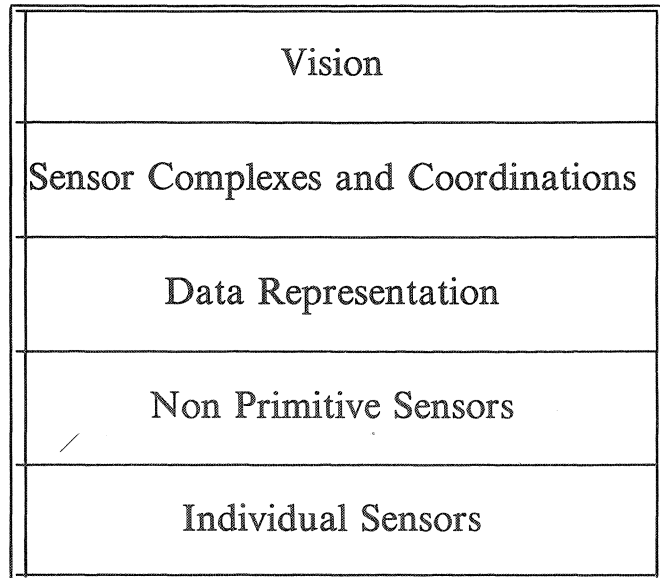 Vision
Sensor Complexes and Coordinations
Data Representation
Non Primitive Sensors
Individual Sensors